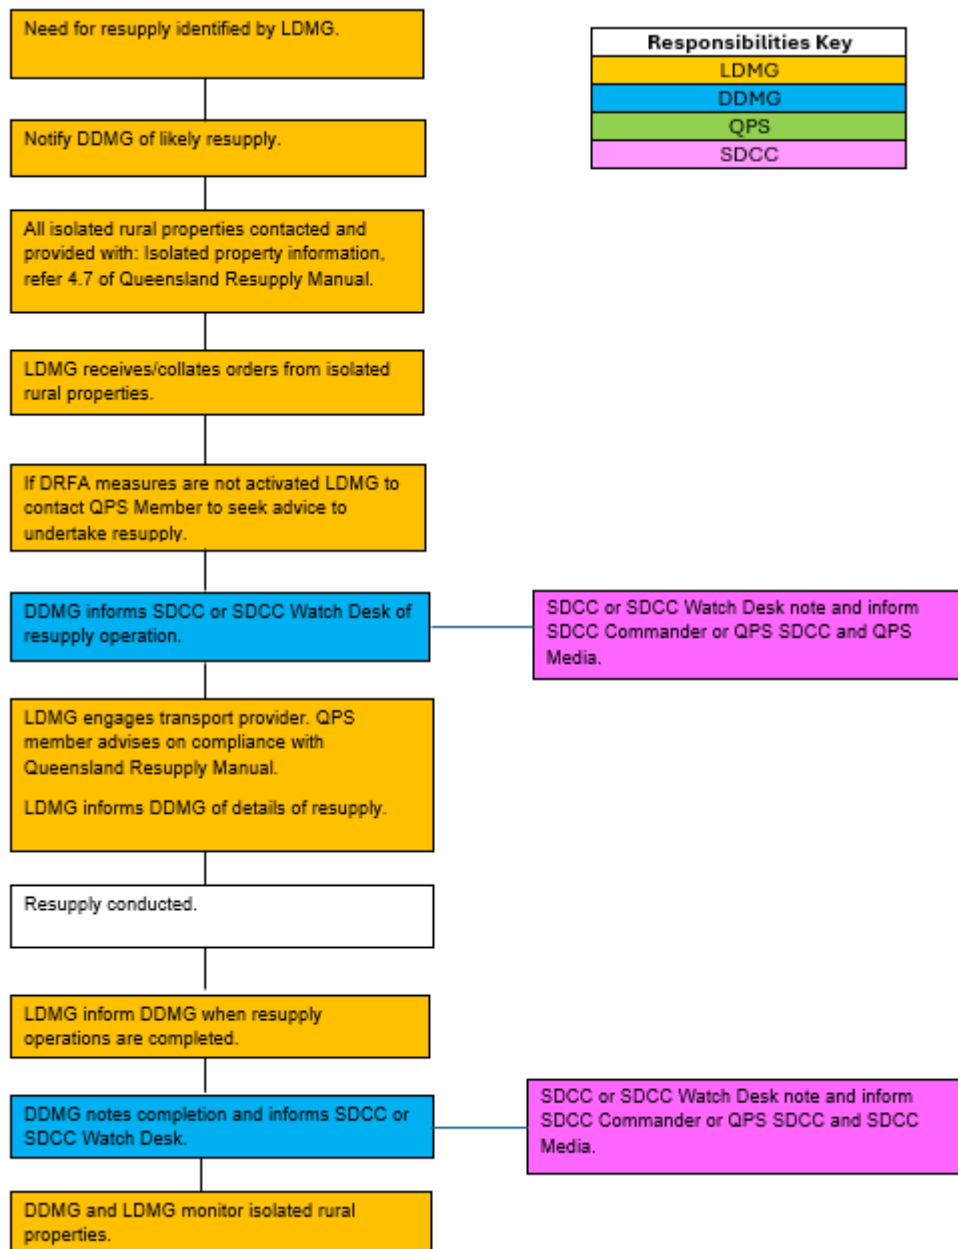 Need for resupply identified by LDMG.
Responsibilities Key
LDMG
DDMG
QPS
SDCC
Notify DDMG of likely resupply.
All isolated rural properties contacted and
provided with: Isolated property information,
refer 4.7 of Queensland Resupply Manual.
LDMG receives/collates orders from isolated
rural properties.
If DRFA measures are not activated LDMG to
contact QPS Member to seek advice to
undertake resupply.
DDMG informs SDCC or SDCC Watch Desk of
resupply operation.
SDCC or SDCC Watch Desk note and inform
SDCC Commander or QPS SDCC and QPS
Media.
LDMG engages transport provider. QPS
member advises on compliance with
Queensland Resupply Manual.
LDMG informs DDMG of details of resupply.
Resupply conducted.
LDMG inform DDMG when resupply
operations are completed.
DDMG notes completion and informs SDCC or
SDCC Watch Desk.
SDCC or SDCC Watch Desk note and inform
SDCC Commander or QPS SDCC and SDCC
Media.
DDMG and LDMG monitor isolated rural
properties.